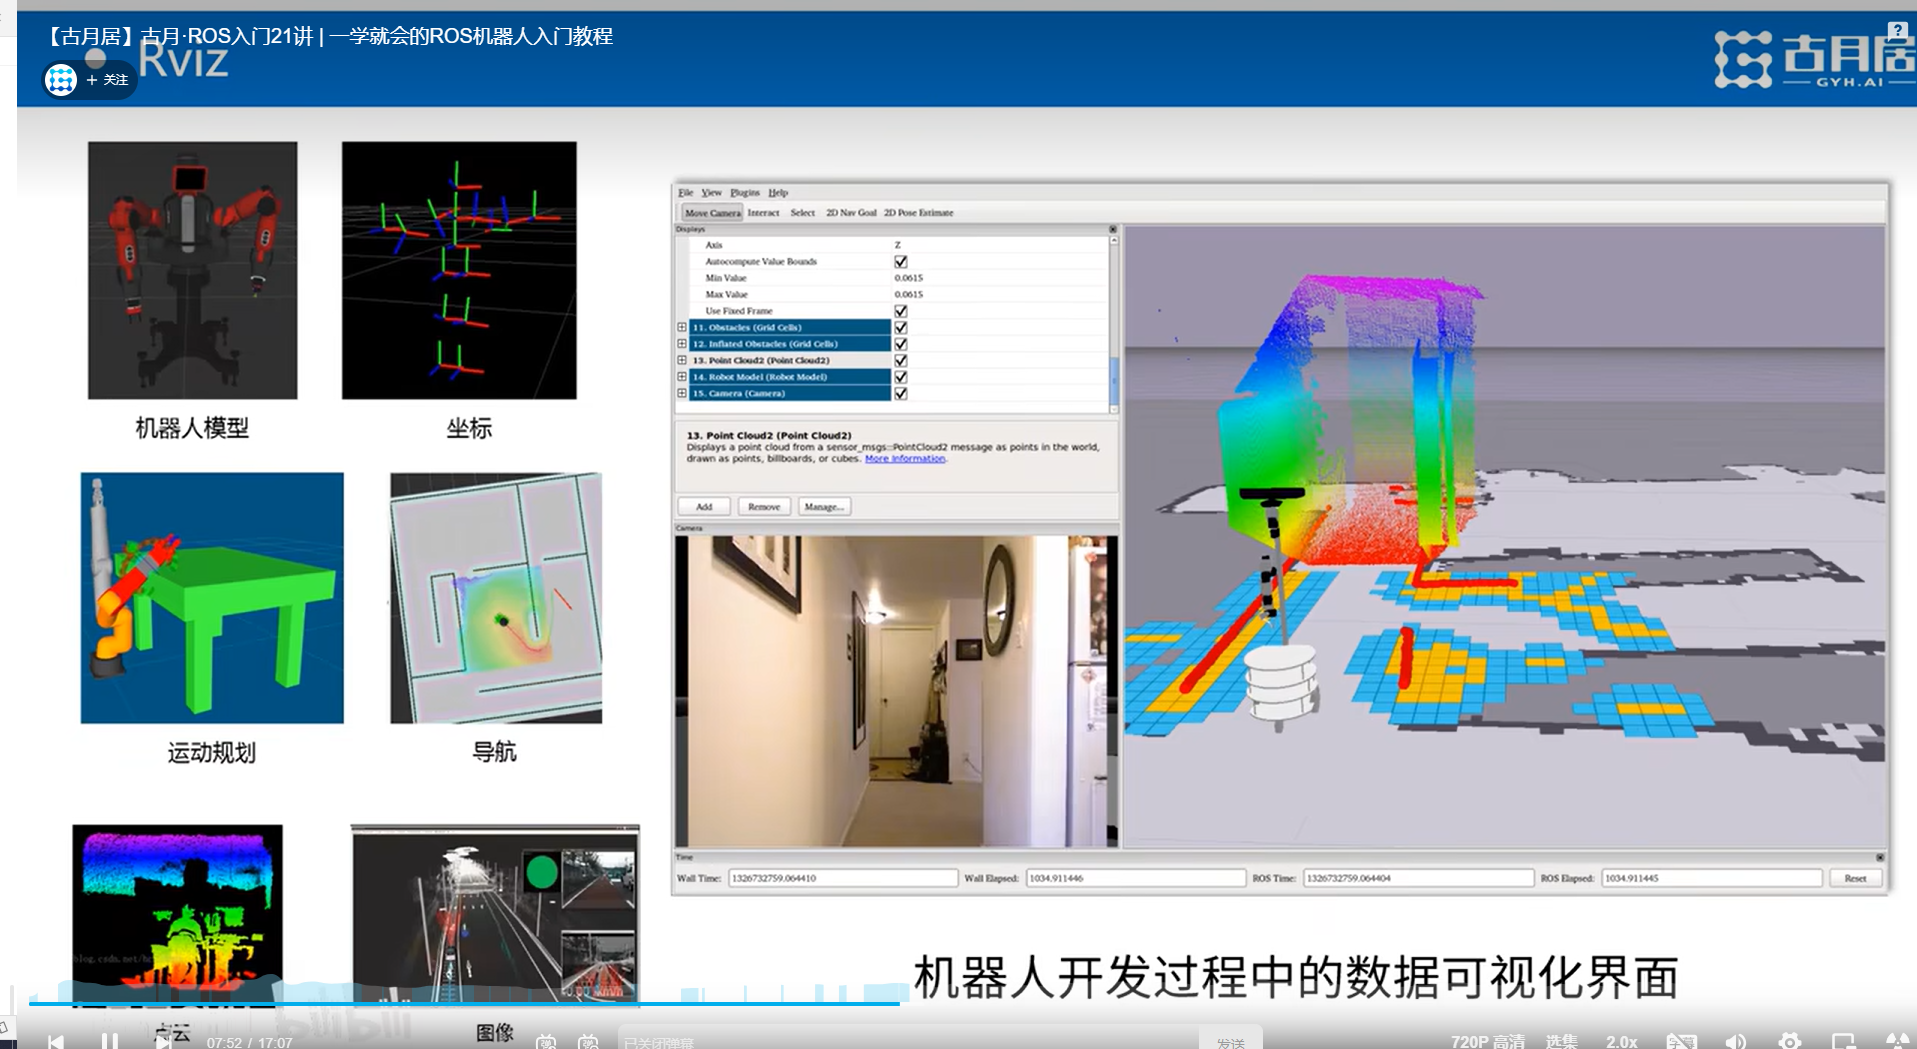 【古月居】古月·ROS入门21讲 | 一学就会的ROS机器人入门教程
Rviz
+ 关注
古月居
GYH.AI
?
机器人模型
坐标
运动规划
导航
点云
图像
File View Plugins Help
Move Camera Interact Select 2D Nav Goal 2D Pose Estimate
Displays
Axis Z
Autocompute Value Bounds
Min Value 0.0615
Max Value 0.0615
Use Fixed Frame
11. Obstacles (Grid Cells)
12. Inflated Obstacles (Grid Cells)
13. Point Cloud2 (Point Cloud2)
14. Robot Model (Robot Model)
15. Camera (Camera)
13. Point Cloud2 (Point Cloud2)
Displays a point cloud from a sensor_msgs::PointCloud2 message as points in the world,
drawn as points, billboards, or cubes. More Information.
Add Remove Manage...
Camera
Time
Wall Time: 1326732759.064410 Wall Elapsed: 1034.911446 ROS Time: 1326732759.064404 ROS Elapsed: 1034.911445 Reset
机器人开发过程中的数据可视化界面
bilibili
07:52 / 17:07
已关闭弹幕
发送
720P 高清 选集 2.0x